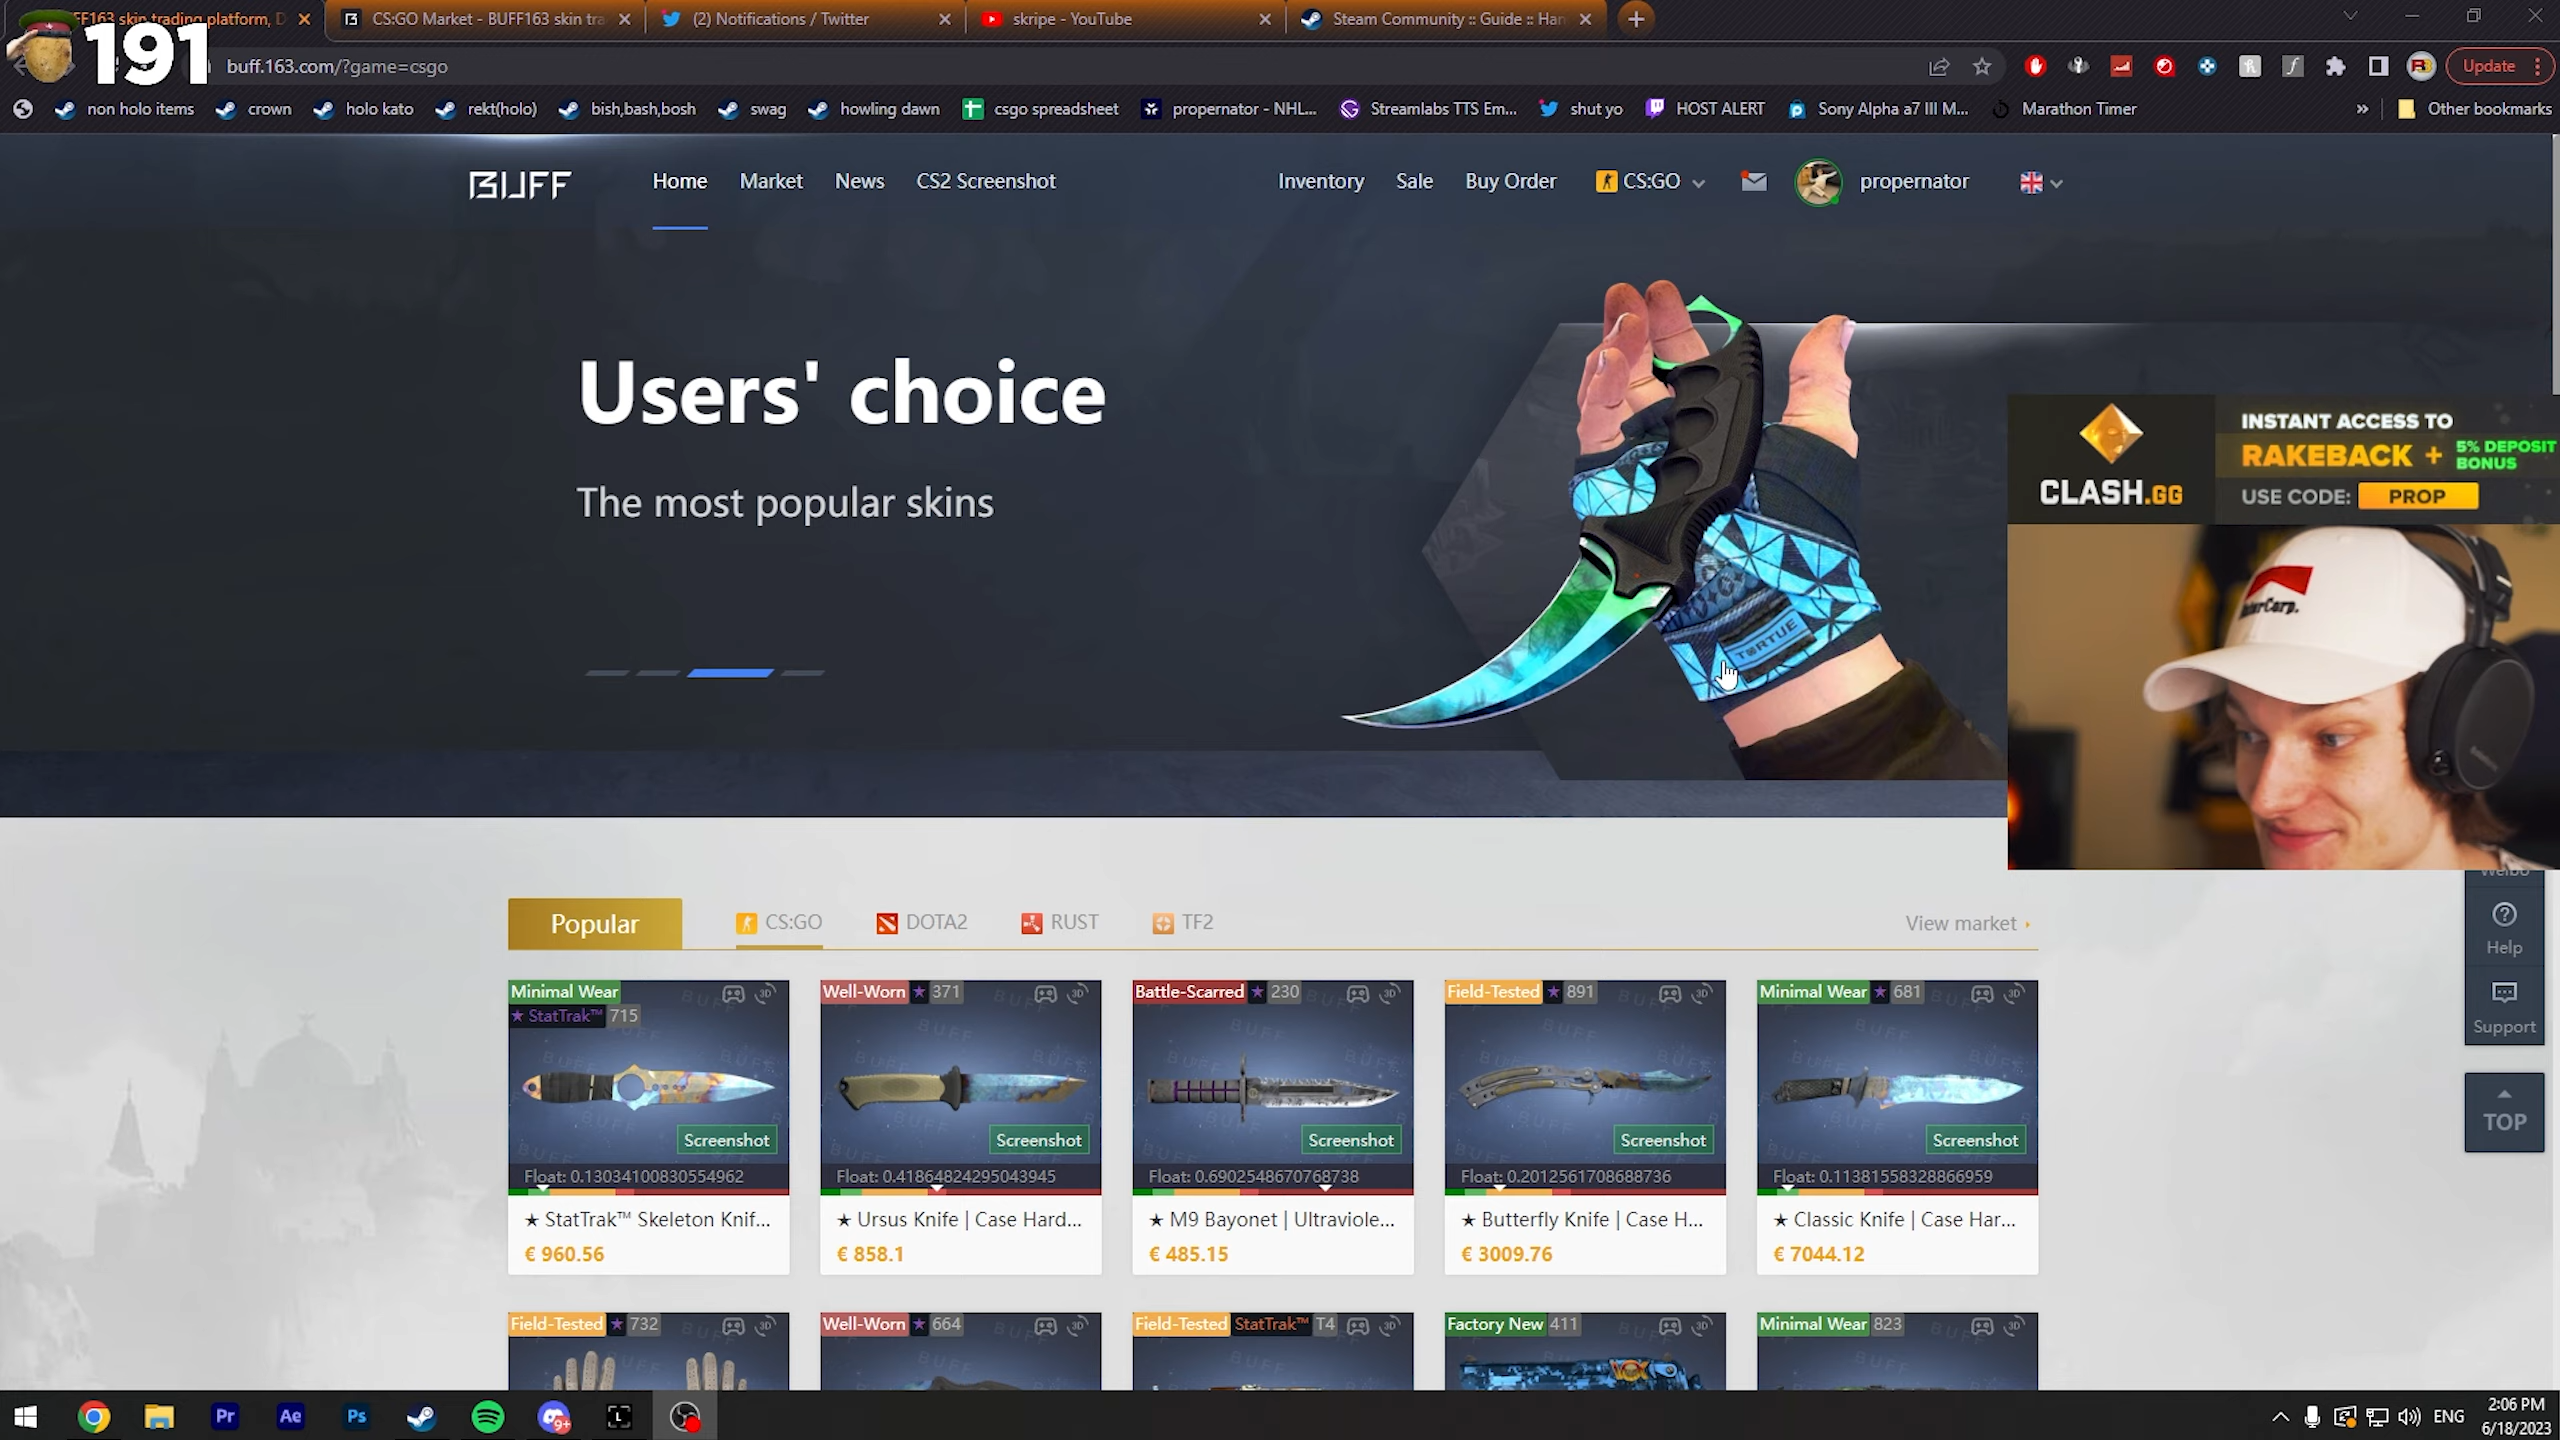 skin trading platform, D
CS:GO Market - BUFF163 skin tra
(2) Notifications / Twitter
skripe - YouTube
Steam Community :: Guide :: Han
191
buff.163.com/?game=csgo
Update
non holo items
crown
holo kato
rekt(holo)
bish,bash,bosh
swag
howling dawn
csgo spreadsheet
propernator - NHL...
Streamlabs TTS Em...
shut yo
HOST ALERT
Sony Alpha a7 III M...
Marathon Timer
»
Other bookmarks
BUFF
Home
Market
News
CS2 Screenshot
Inventory
Sale
Buy Order
CS:GO
propernator
Users' choice
The most popular skins
CLASH.GG
INSTANT ACCESS TO
RAKEBACK +
5% DEPOSIT
BONUS
USE CODE: PROP
Popular
CS:GO
DOTA2
RUST
TF2
View market
Help
Support
TOP
Minimal Wear
★ StatTrak™ 715
Screenshot
Float: 0.13034100830554962
★ StatTrak™ Skeleton Knif...
€ 960.56
Well-Worn ★ 371
Screenshot
Float: 0.41864824295043945
★ Ursus Knife | Case Hard...
€ 858.1
Battle-Scarred ★ 230
Screenshot
Float: 0.6902548670768738
★ M9 Bayonet | Ultraviole...
€ 485.15
Field-Tested ★ 891
Screenshot
Float: 0.2012561708688736
★ Butterfly Knife | Case H...
€ 3009.76
Minimal Wear ★ 681
Screenshot
Float: 0.11381558328866959
★ Classic Knife | Case Har...
€ 7044.12
Field-Tested ★ 732
Well-Worn ★ 664
Field-Tested StatTrak™ T4
Factory New 411
Minimal Wear 823
Pr
Ae
Ps
9+
L
ENG
2:06 PM
6/18/2023